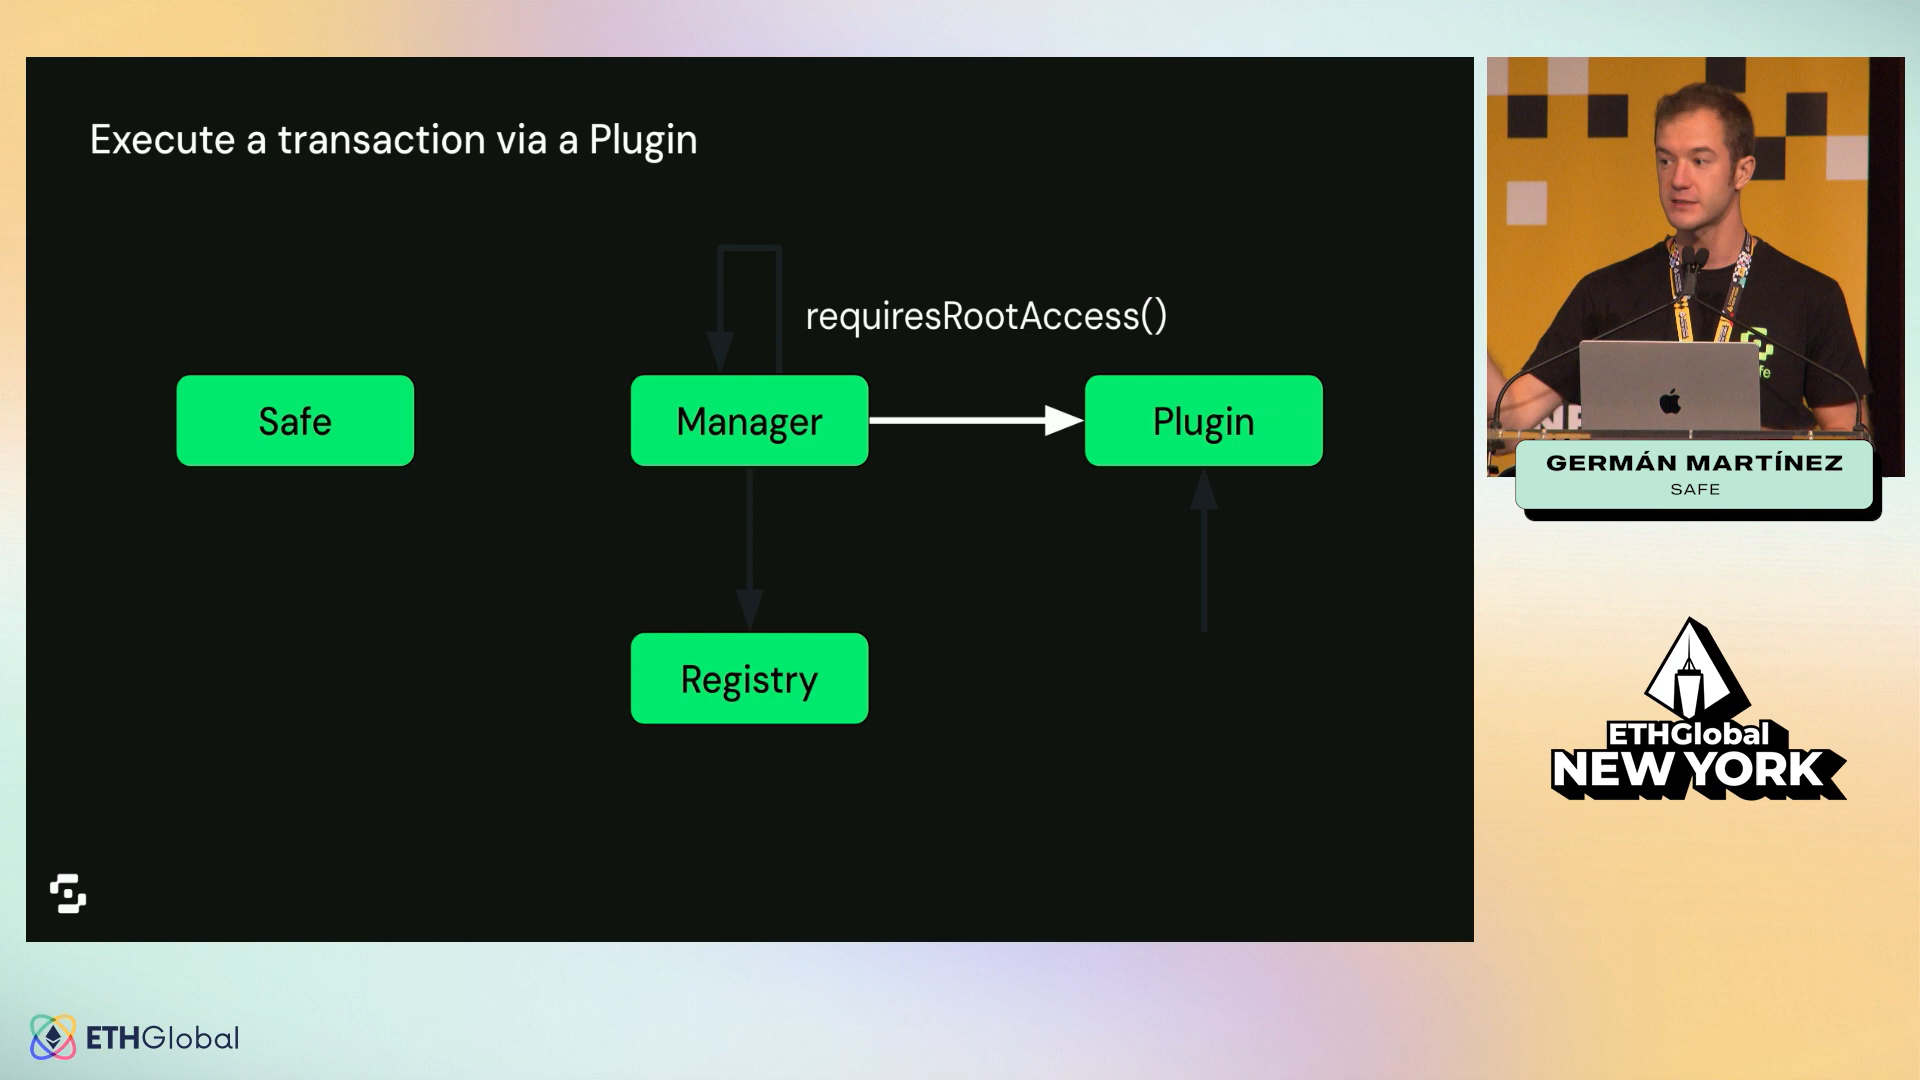 Execute a transaction via a Plugin
requiresRootAccess()
Safe
Manager
Plugin
Registry
GERMÁN MARTÍNEZ
SAFE
ETHGlobal
NEW YORK
ETHGlobal